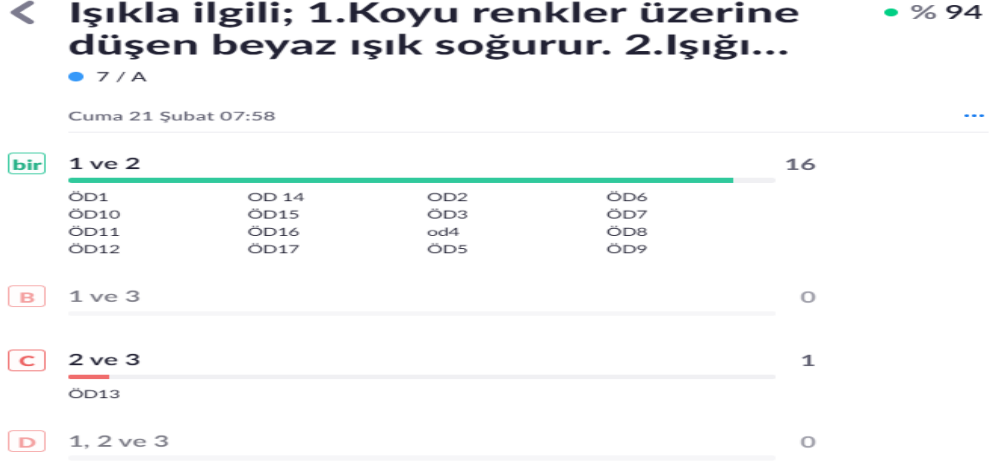 Işıkla ilgili; 1.Koyu renkler üzerine
düşen beyaz ışık soğurur. 2.Işığı...
% 94
7 / A
Cuma 21 Şubat 07:58
bir 1 ve 2 16
ÖD1 OD 14 OD2 ÖD6
ÖD10 ÖD15 ÖD3 ÖD7
ÖD11 ÖD16 od4 ÖD8
ÖD12 ÖD17 ÖD5 ÖD9
B 1 ve 3 0
C 2 ve 3 1
ÖD13
D 1, 2 ve 3 0